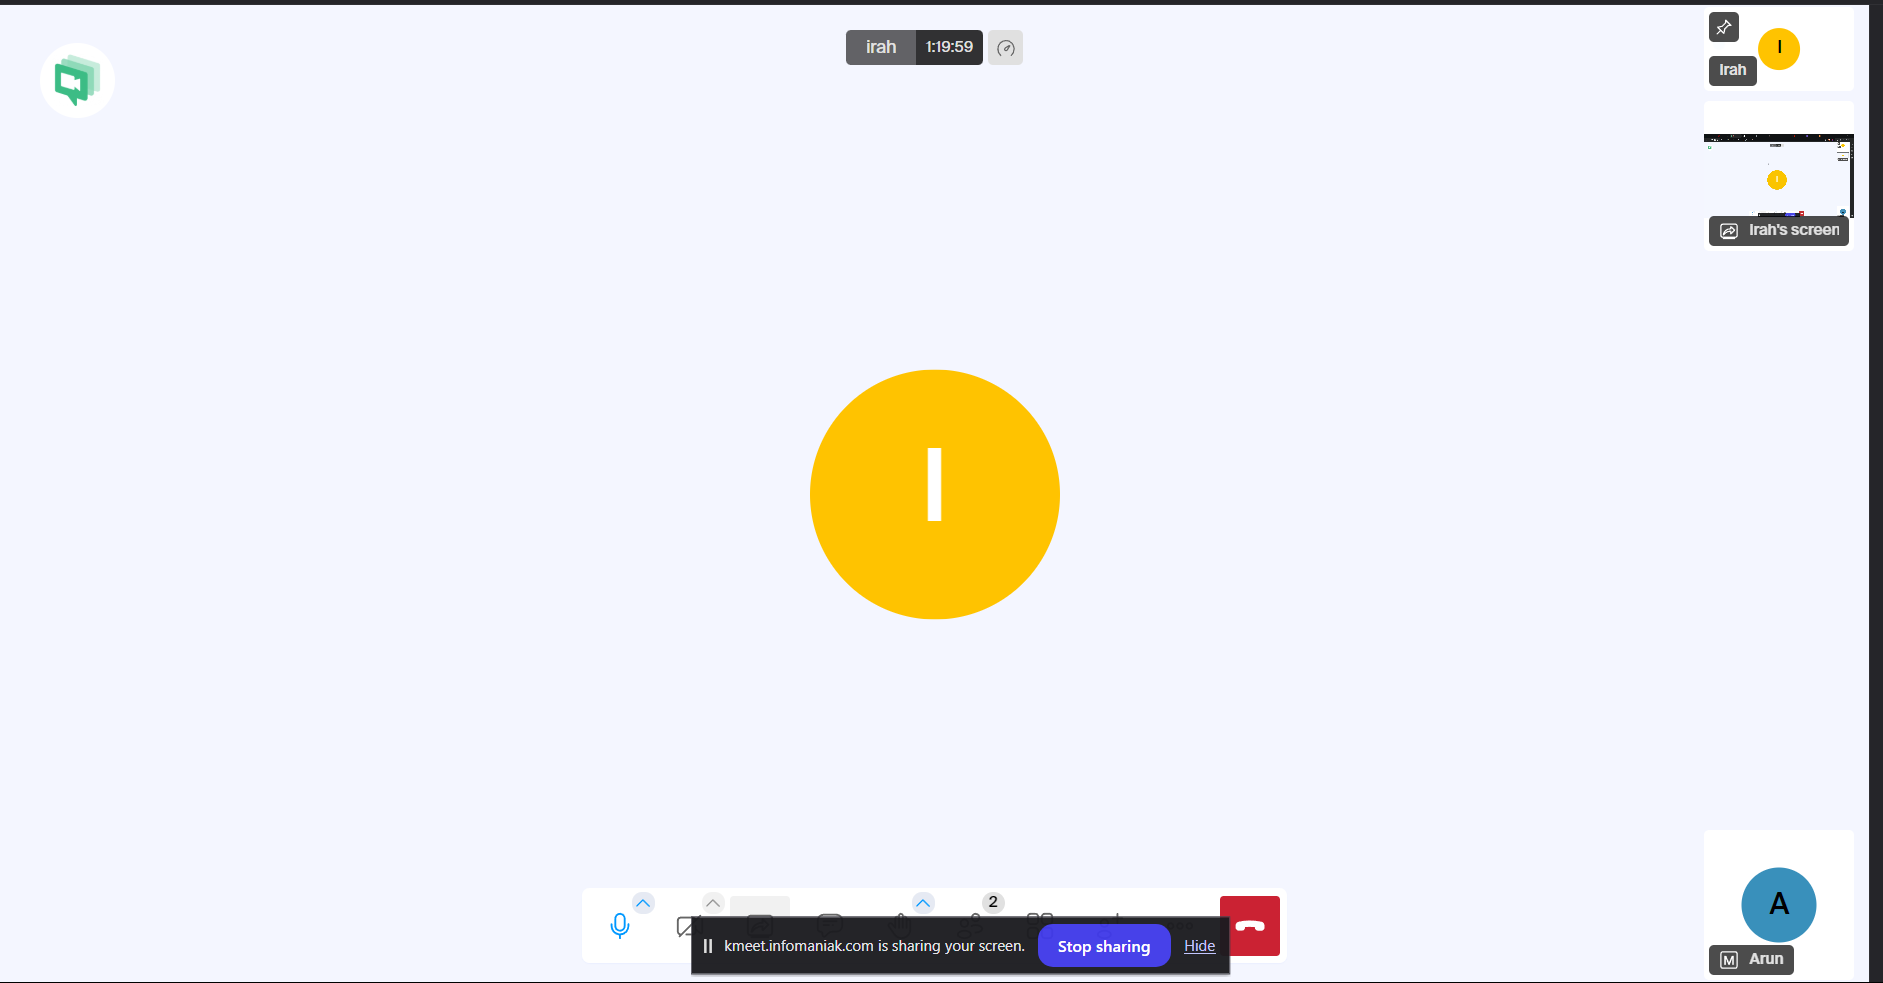 irah 1:19:59
I
Irah
Irah's screen
I
2
kmeet.infomaniak.com is sharing your screen. Stop sharing Hide
A
M Arun